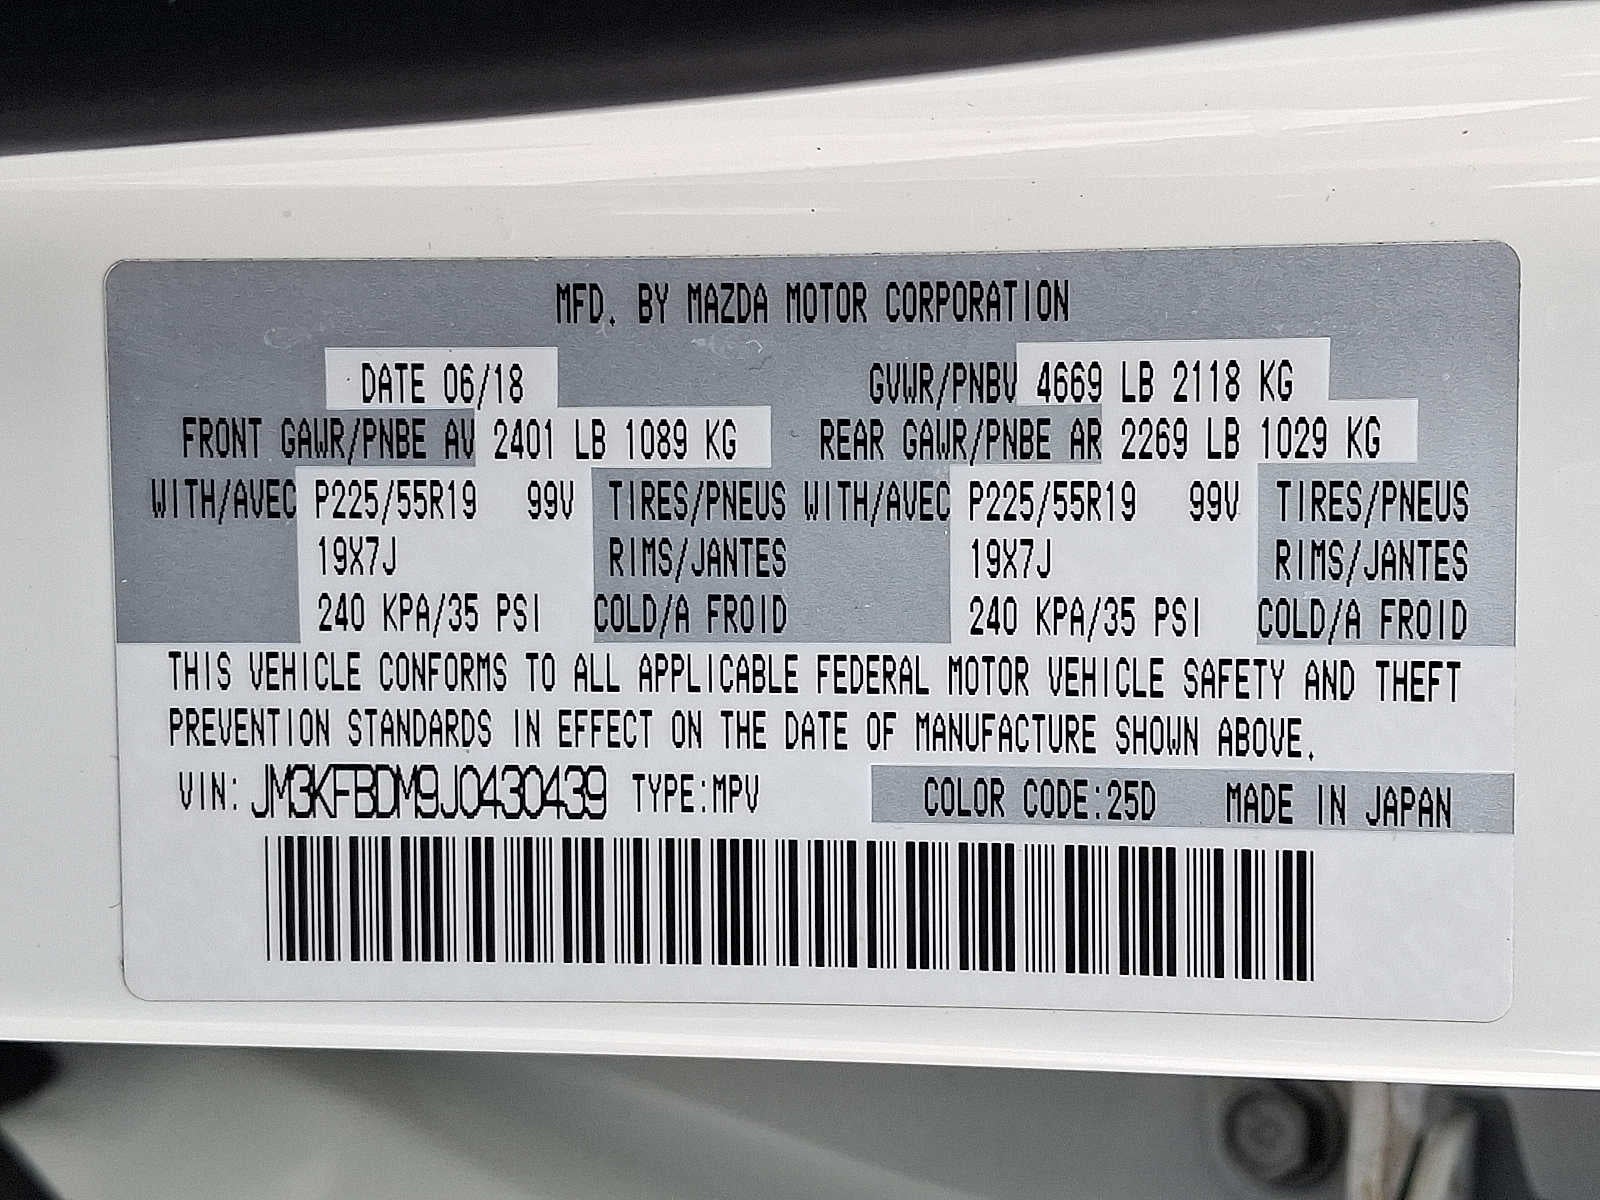 MFD. BY MAZDA MOTOR CORPORATION
DATE 06/18 GVWR/PNBV 4669 LB 2118 KG
FRONT GAWR/PNBE AV 2401 LB 1089 KG REAR GAWR/PNBE AR 2269 LB 1029 KG
WITH/AVEC P225/55R19 99V TIRES/PNEUS WITH/AVEC P225/55R19 99V TIRES/PNEUS
19X7J RIMS/JANTES 19X7J RIMS/JANTES
240 KPA/35 PSI COLD/A FROID 240 KPA/35 PSI COLD/A FROID
THIS VEHICLE CONFORMS TO ALL APPLICABLE FEDERAL MOTOR VEHICLE SAFETY AND THEFT
PREVENTION STANDARDS IN EFFECT ON THE DATE OF MANUFACTURE SHOWN ABOVE.
VIN: JM3KFBDM9J0430439 TYPE:MPV COLOR CODE:25D MADE IN JAPAN